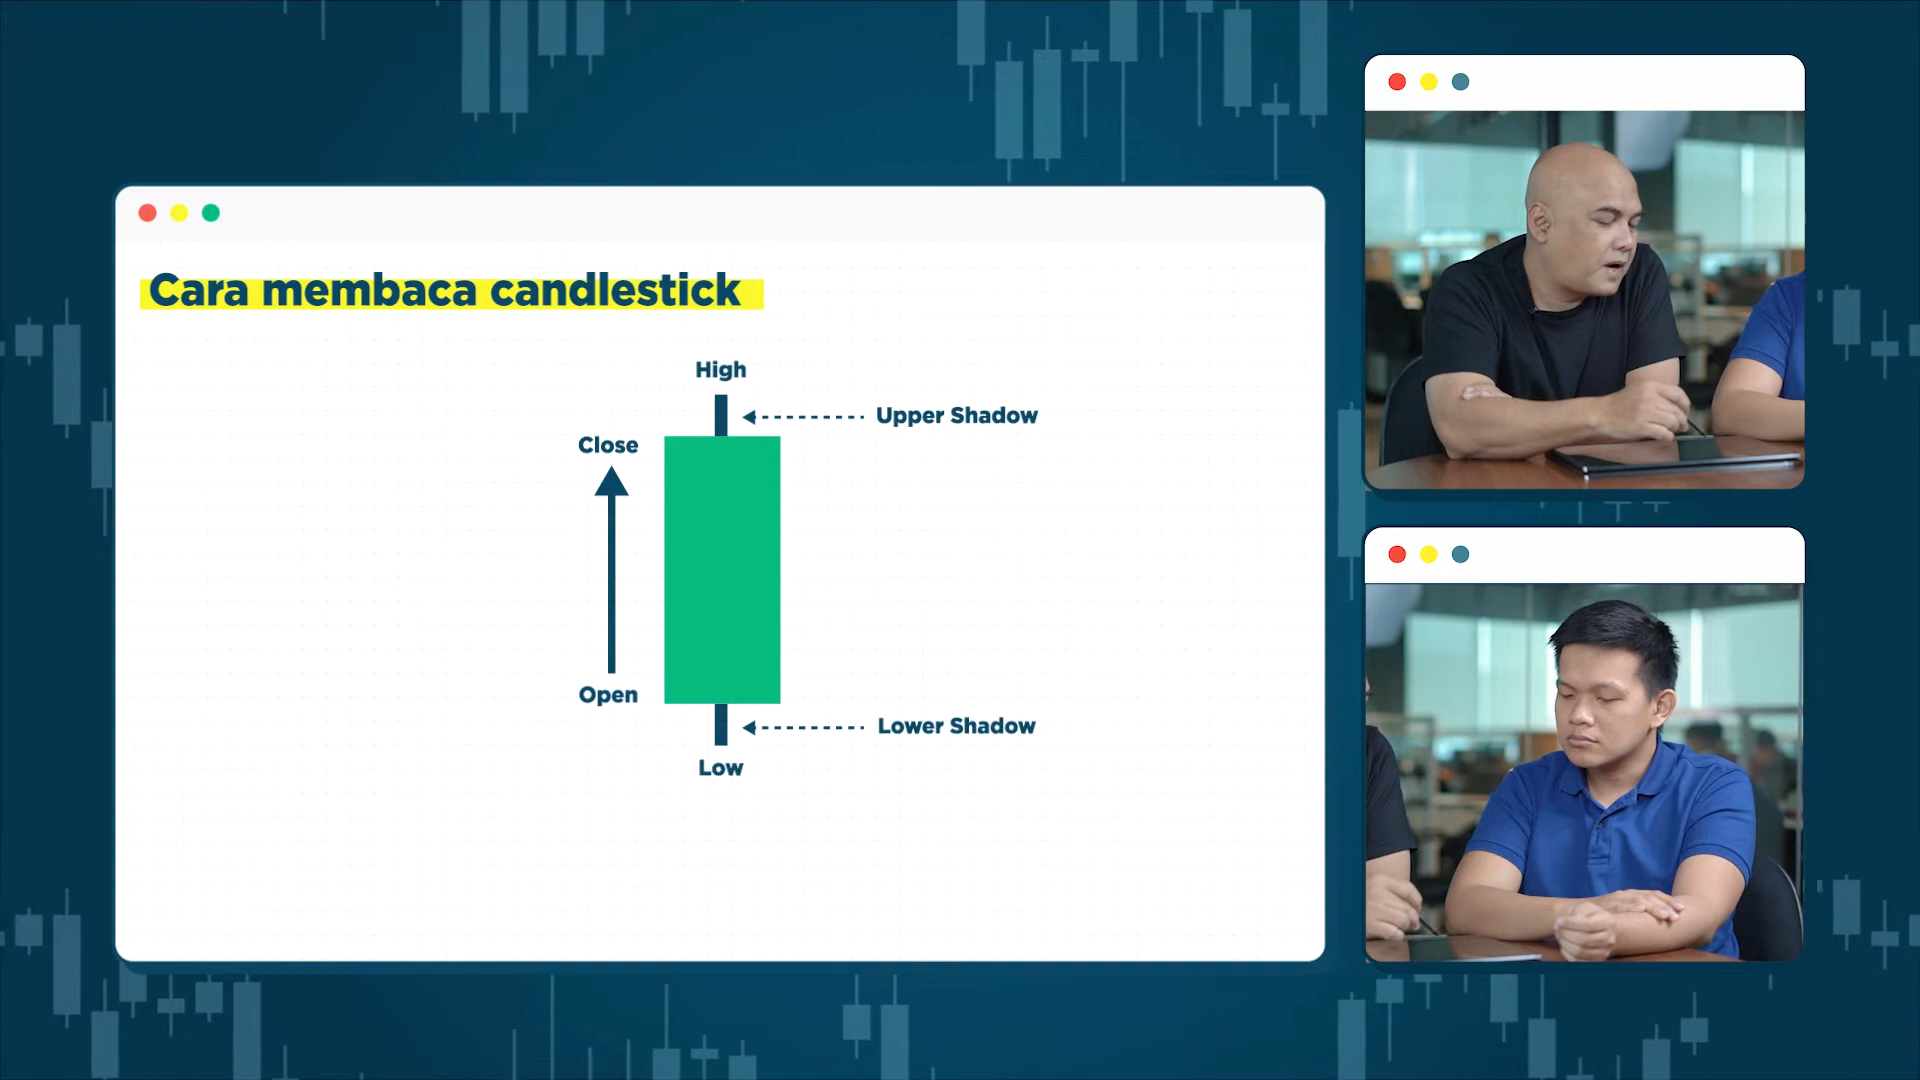 Cara membaca candlestick
High
Upper Shadow
Close
Open
Lower Shadow
Low